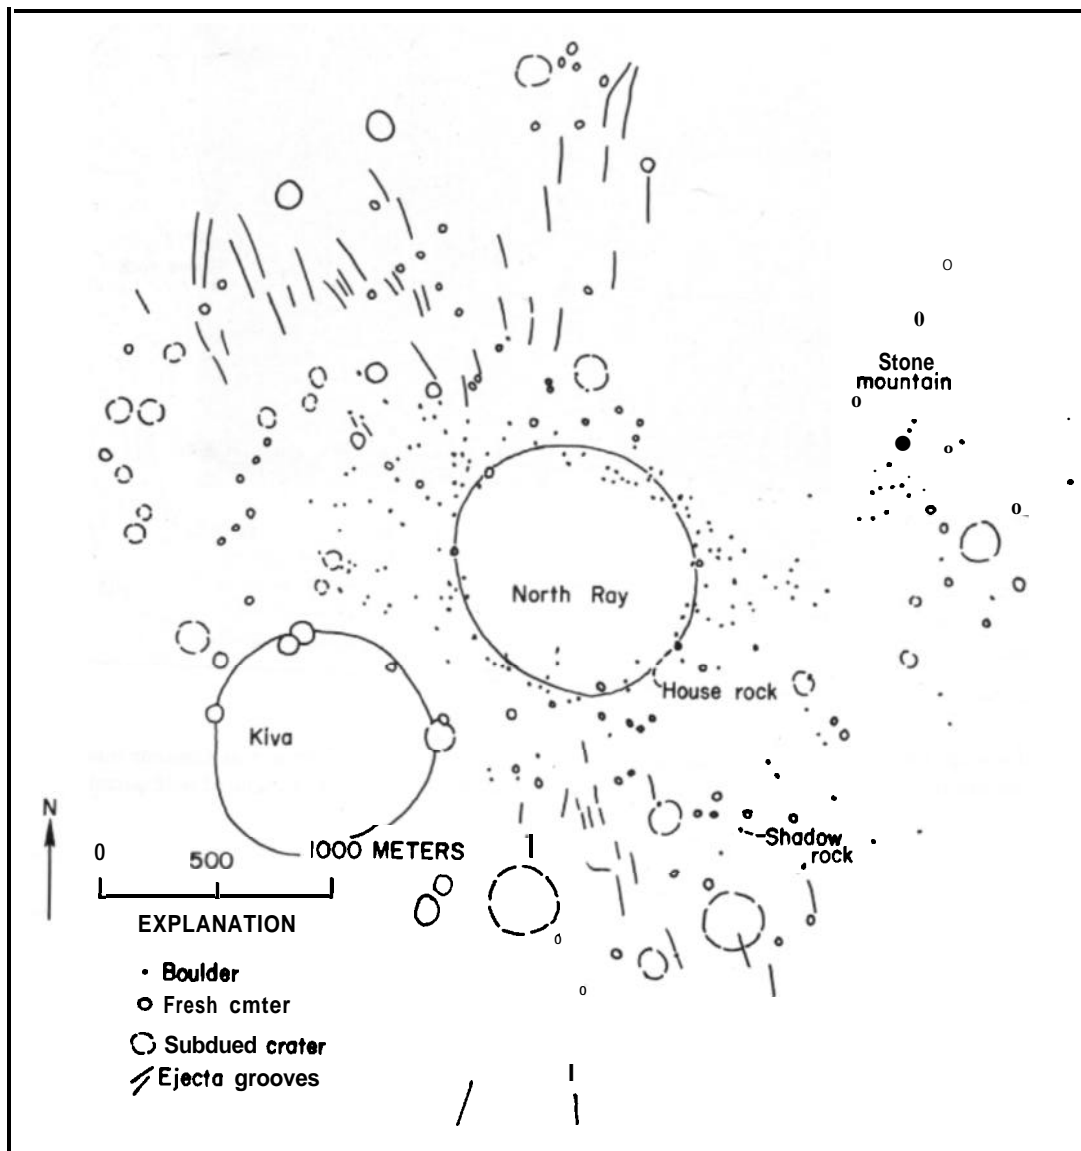 Stone
mountain
North Ray
House rock
Kiva
N
Shadow
rock
0 500 1000 METERS
EXPLANATION
Boulder
Fresh cmter
Subdued crater
Ejecta grooves